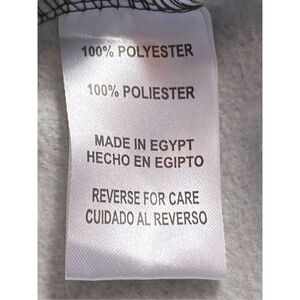 100% POLYESTER
100% POLIESTER
MADE IN EGYPT
HECHO EN EGIPTO
REVERSE FOR CARE
CUIDADO AL REVERSO